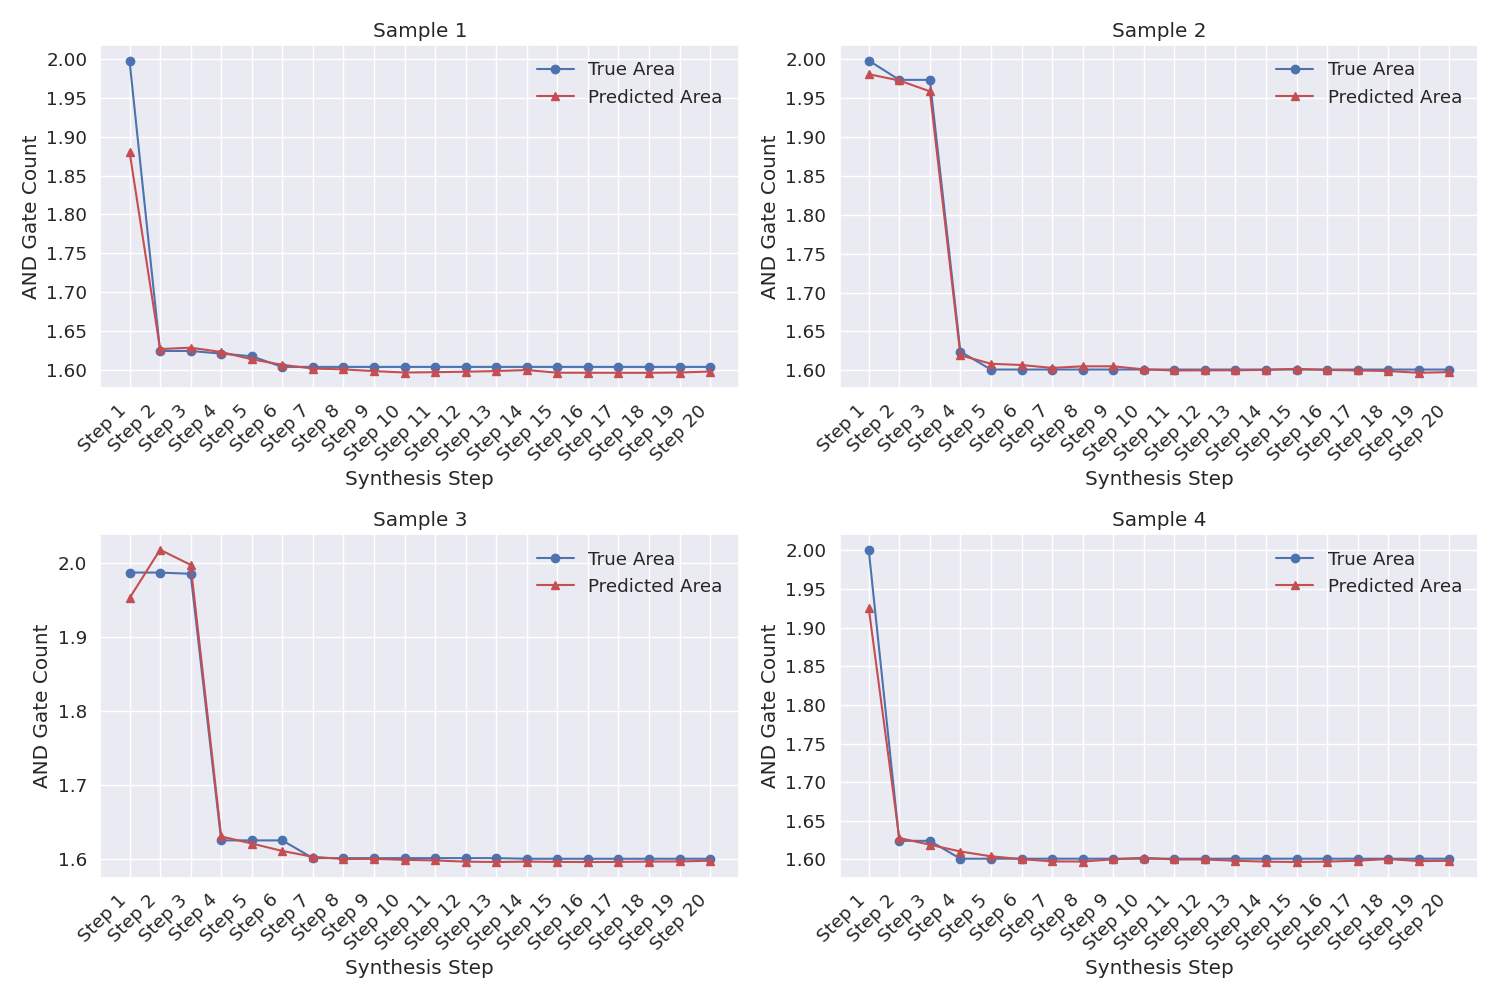 Sample 1
2.00
1.95
1.90
1.85
1.80
1.75
1.70
1.65
1.60
AND Gate Count
True Area
Predicted Area
Step 1
Step 2
Step 3
Step 4
Step 5
Step 6
Step 7
Step 8
Step 9
Step 10
Step 11
Step 12
Step 13
Step 14
Step 15
Step 16
Step 17
Step 18
Step 19
Step 20
Synthesis Step
Sample 2
2.00
1.95
1.90
1.85
1.80
1.75
1.70
1.65
1.60
AND Gate Count
True Area
Predicted Area
Step 1
Step 2
Step 3
Step 4
Step 5
Step 6
Step 7
Step 8
Step 9
Step 10
Step 11
Step 12
Step 13
Step 14
Step 15
Step 16
Step 17
Step 18
Step 19
Step 20
Synthesis Step
Sample 3
2.0
1.9
1.8
1.7
1.6
AND Gate Count
True Area
Predicted Area
Step 1
Step 2
Step 3
Step 4
Step 5
Step 6
Step 7
Step 8
Step 9
Step 10
Step 11
Step 12
Step 13
Step 14
Step 15
Step 16
Step 17
Step 18
Step 19
Step 20
Synthesis Step
Sample 4
2.00
1.95
1.90
1.85
1.80
1.75
1.70
1.65
1.60
AND Gate Count
True Area
Predicted Area
Step 1
Step 2
Step 3
Step 4
Step 5
Step 6
Step 7
Step 8
Step 9
Step 10
Step 11
Step 12
Step 13
Step 14
Step 15
Step 16
Step 17
Step 18
Step 19
Step 20
Synthesis Step